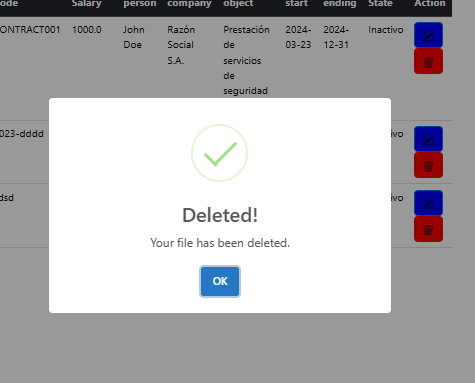 ode Salary person company object start ending State Action
ONTRACT001 1000.0 John Razón Prestación 2024- 2024- Inactivo
Doe Social de 03-23 12-31
S.A. servicios
de
seguridad
023-dddd ivo
dsd ivo
Deleted!
Your file has been deleted.
OK